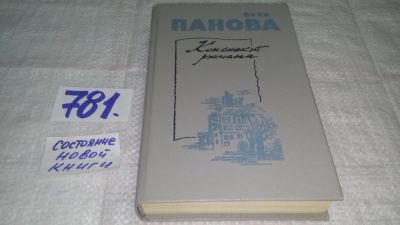 ВЕРА
ПАНОВА
Конспект
романа
781.
СОСТОЯНИЕ
НОВОЙ
КНИГИ